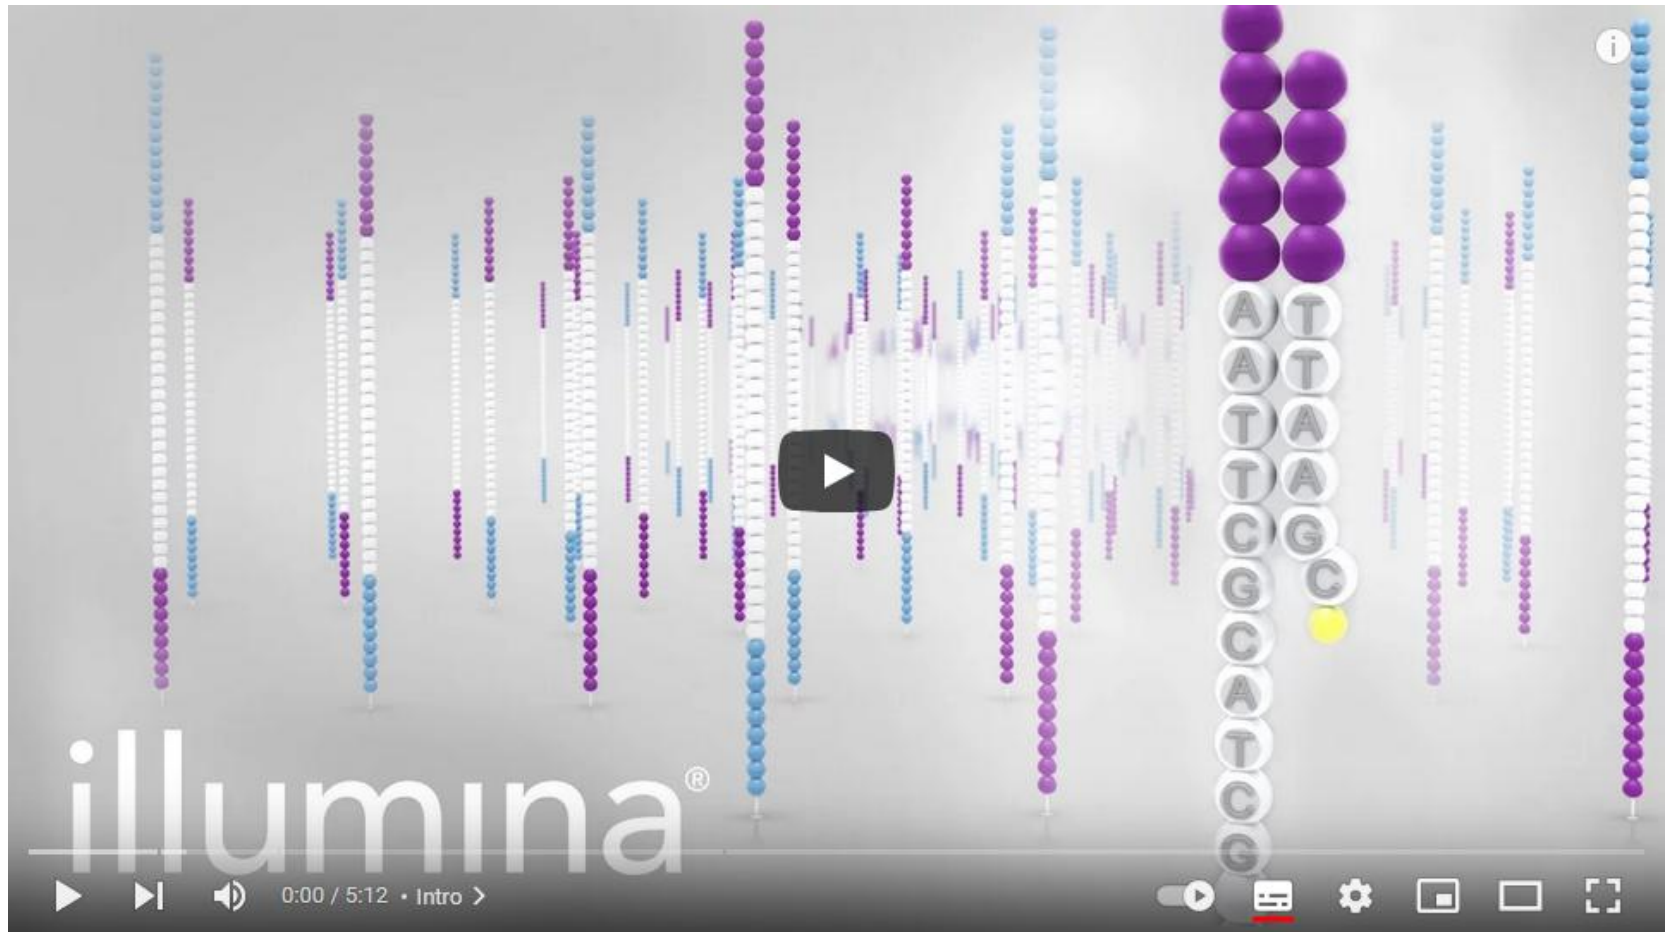 i
A T
A T
T A
T A
C G
G C
C
A
T
C
G
illumina®
0:00 / 5:12 • Intro >